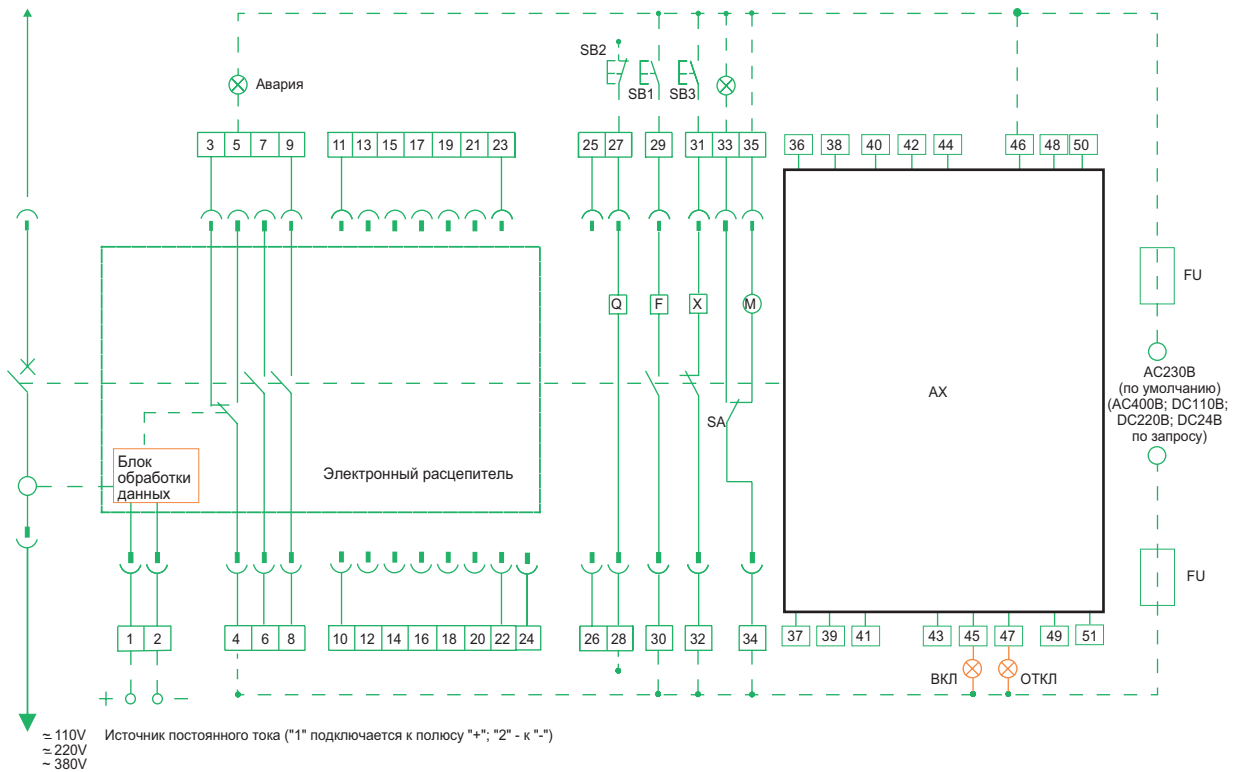 SB2
SB1
SB3
Авария
3 5 7 9
11 13 15 17 19 21 23
25 27
29
31 33 35
36 38 40 42 44 46 48 50
FU
Q
F
X
M
AC230В
(по умолчанию)
(AC400В; DC110В;
DC220В; DC24В
по запросу)
AX
SA
Блок
обработки
данных
Электронный расцепитель
FU
1 2
4 6 8
10 12 14 16 18 20 22 24
26 28
30
32
34
37 39 41 43 45 47 49 51
ВКЛ
ОТКЛ
+ −
≃ 110V
Источник постоянного тока ("1" подключается к полюсу "+"; "2" - к "-")
≃ 220V
~ 380V